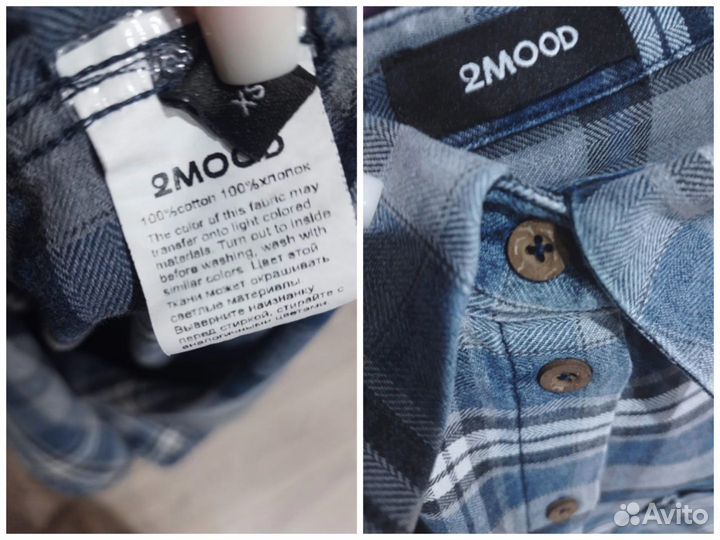 XS
2MOOD
100%cotton 100%хлопок
The color of this fabric may
transfer onto light colored
materials. Turn out to inside
before washing, wash with
similar colors. Цвет этой
ткани может окрашивать
светлые материалы.
Выверните наизнанку
перед стиркой, стирайте с
аналогичными цветами.
2MOOD
Avito